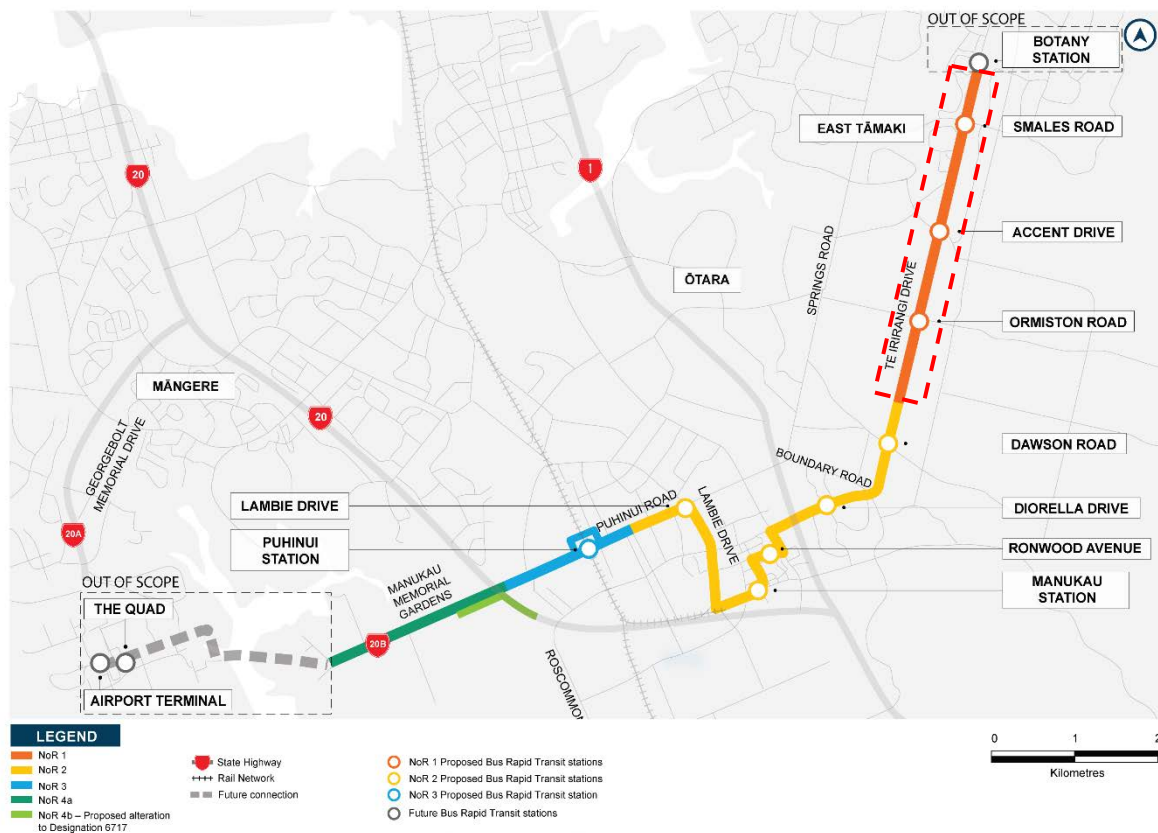 OUT OF SCOPE
BOTANY
STATION
EAST TĀMAKI
SMALES ROAD
20
1
SPRINGS ROAD
ACCENT DRIVE
ŌTARA
TE IRIRANGI DRIVE
ORMISTON ROAD
MĀNGERE
20
GEORGEBOLT
MEMORIAL DRIVE
DAWSON ROAD
BOUNDARY ROAD
LAMBIE DRIVE
PUHINUI ROAD
LAMBIE DRIVE
DIORELLA DRIVE
20A
PUHINUI
STATION
RONWOOD AVENUE
OUT OF SCOPE
MANUKAU
MEMORIAL
GARDENS
MANUKAU
STATION
THE QUAD
20B
ROSCOMMON
AIRPORT TERMINAL
LEGEND
NoR 1
NoR 2
NoR 3
NoR 4a
NoR 4b – Proposed alteration
to Designation 6717
State Highway
Rail Network
Future connection
NoR 1 Proposed Bus Rapid Transit stations
NoR 2 Proposed Bus Rapid Transit stations
NoR 3 Proposed Bus Rapid Transit station
Future Bus Rapid Transit stations
0 1 2
Kilometres